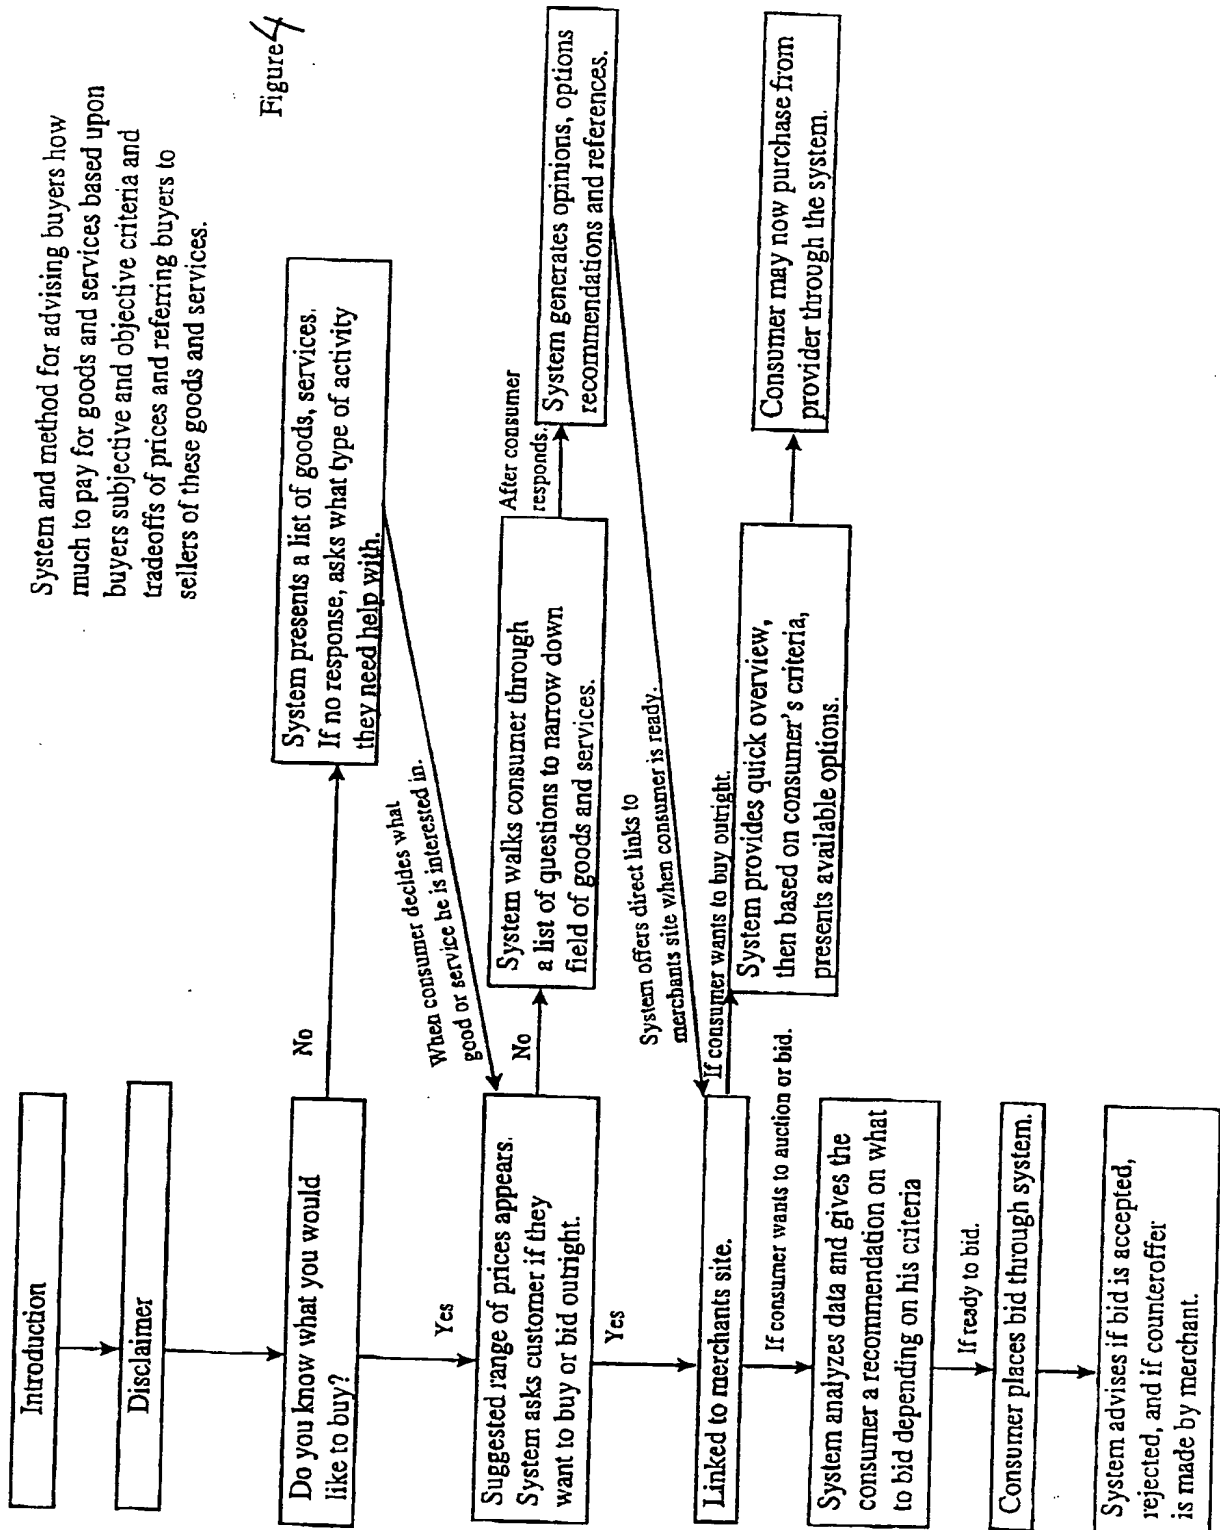 System and method for advising buyers how
much to pay for goods and services based upon
buyers subjective and objective criteria and
tradeoffs of prices and referring buyers to
sellers of these goods and services.
Figure 4
Introduction
Disclaimer
Do you know what you would
like to buy?
No
System presents a list of goods, services.
If no response, asks what type of activity
they need help with.
Yes
When consumer decides what
good or service he is interested in.
Suggested range of prices appears.
System asks customer if they
want to buy or bid outright.
No
System walks consumer through
a list of questions to narrow down
field of goods and services.
After consumer
responds.
System generates opinions, options
recommendations and references.
Yes
System offers direct links to
merchants site when consumer is ready.
Linked to merchants site.
If consumer wants to buy outright.
System provides quick overview,
then based on consumer's criteria,
presents available options.
Consumer may now purchase from
provider through the system.
If consumer wants to auction or bid.
System analyzes data and gives the
consumer a recommendation on what
to bid depending on his criteria
If ready to bid.
Consumer places bid through system.
System advises if bid is accepted,
rejected, and if counteroffer
is made by merchant.